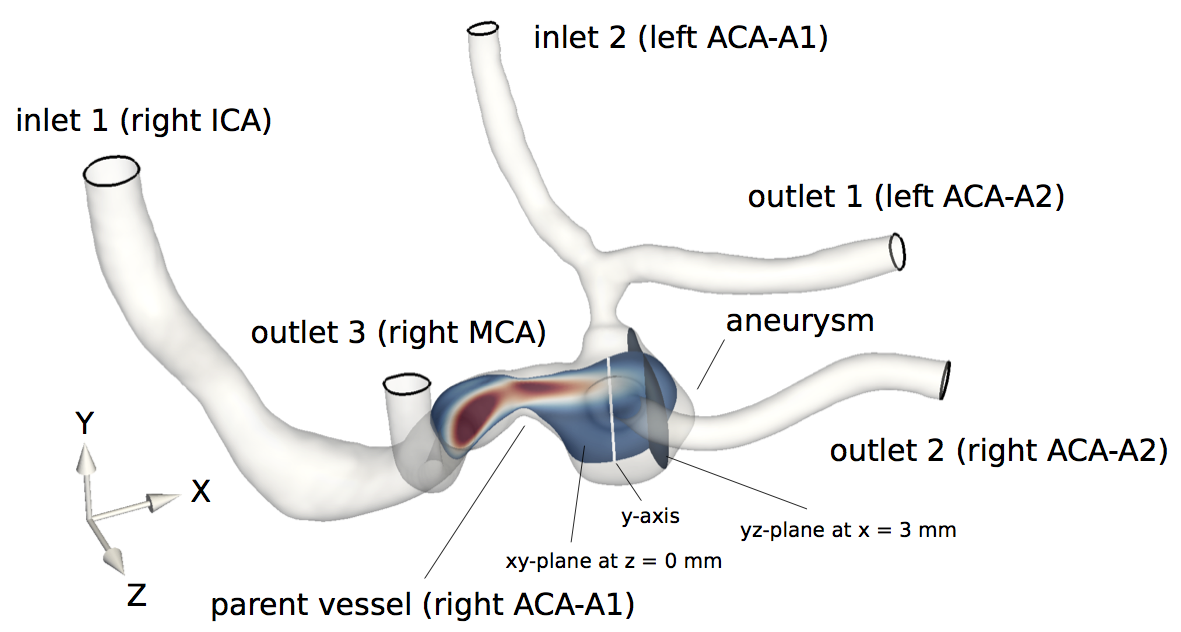 inlet 2 (left ACA-A1)
inlet 1 (right ICA)
outlet 1 (left ACA-A2)
aneurysm
outlet 3 (right MCA)
Y
outlet 2 (right ACA-A2)
X
y-axis
yz-plane at x = 3 mm
xy-plane at z = 0 mm
Z
parent vessel (right ACA-A1)